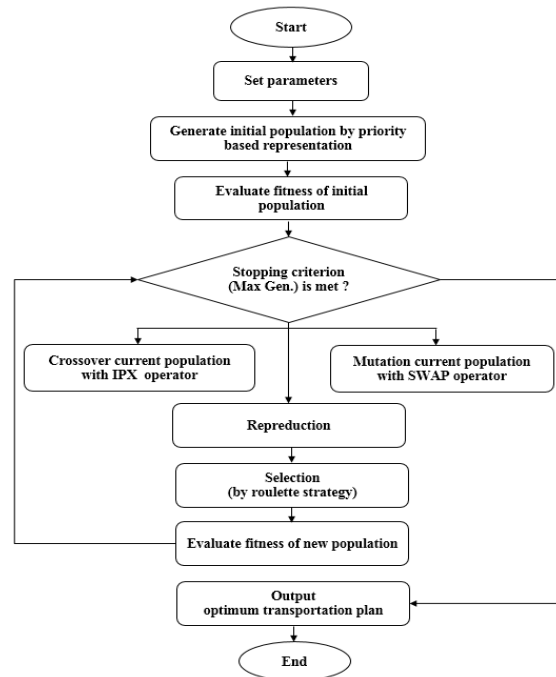 Start
Set parameters
Generate initial population by priority
based representation
Evaluate fitness of initial
population
Stopping criterion
(Max Gen.) is met ?
Crossover current population
with IPX operator
Mutation current population
with SWAP operator
Repreduction
Selection
(by roulette strategy)
Evaluate fitness of new population
Output
optimum transportation plan
End